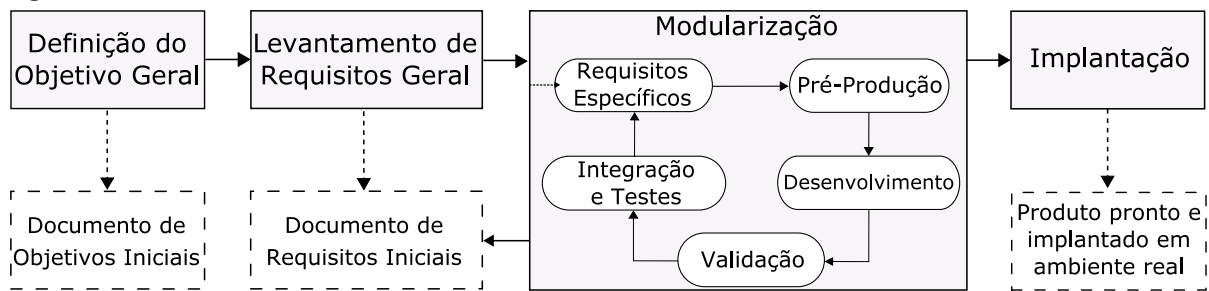 Definição do
Objetivo Geral
Levantamento de
Requisitos Geral
Modularização
Requisitos
Específicos
Pré-Produção
Desenvolvimento
Validação
Integração
e Testes
Implantação
Documento de
Objetivos Iniciais
Documento de
Requisitos Iniciais
Produto pronto e
implantado em
ambiente real